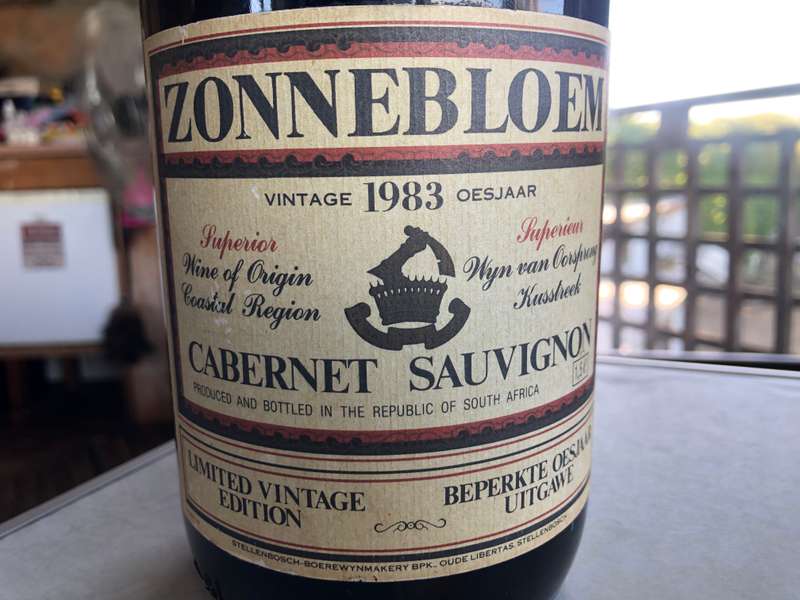 ZONNEBLOEM
VINTAGE 1983 OESJAAR
Superior
Wine of Origin
Coastal Region
Superieur
Wyn van Oorsprong
Kusstreek
CABERNET SAUVIGNON
PRODUCED AND BOTTLED IN THE REPUBLIC OF SOUTH AFRICA
LIMITED VINTAGE
EDITION
BEPERKTE OESJAAR
UITGAWE
STELLENBOSCH-BOEREWYNMAKERY BPK., OUDE LIBERTAS, STELLENBOSCH